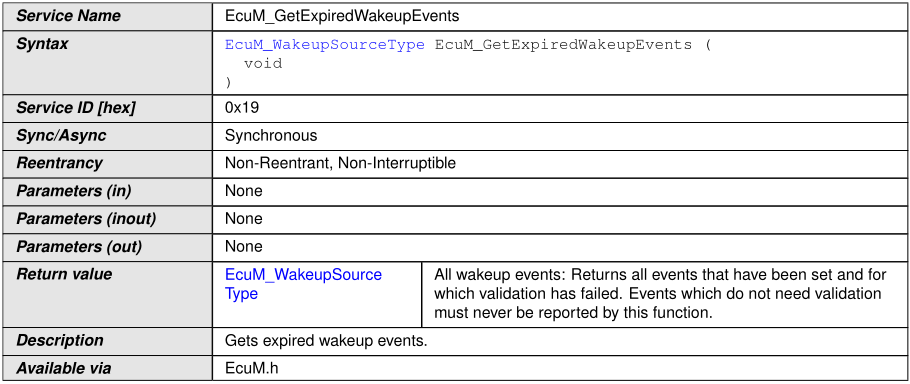 Service Name EcuM_GetExpiredWakeupEvents
Syntax EcuM_WakeupSourceType EcuM_GetExpiredWakeupEvents (
void
)
Service ID [hex] 0x19
Sync/Async Synchronous
Reentrancy Non-Reentrant, Non-Interruptible
Parameters (in) None
Parameters (inout) None
Parameters (out) None
Return value EcuM_WakeupSource All wakeup events: Returns all events that have been set and for
Type which validation has failed. Events which do not need validation
must never be reported by this function.
Description Gets expired wakeup events.
Available via EcuM.h